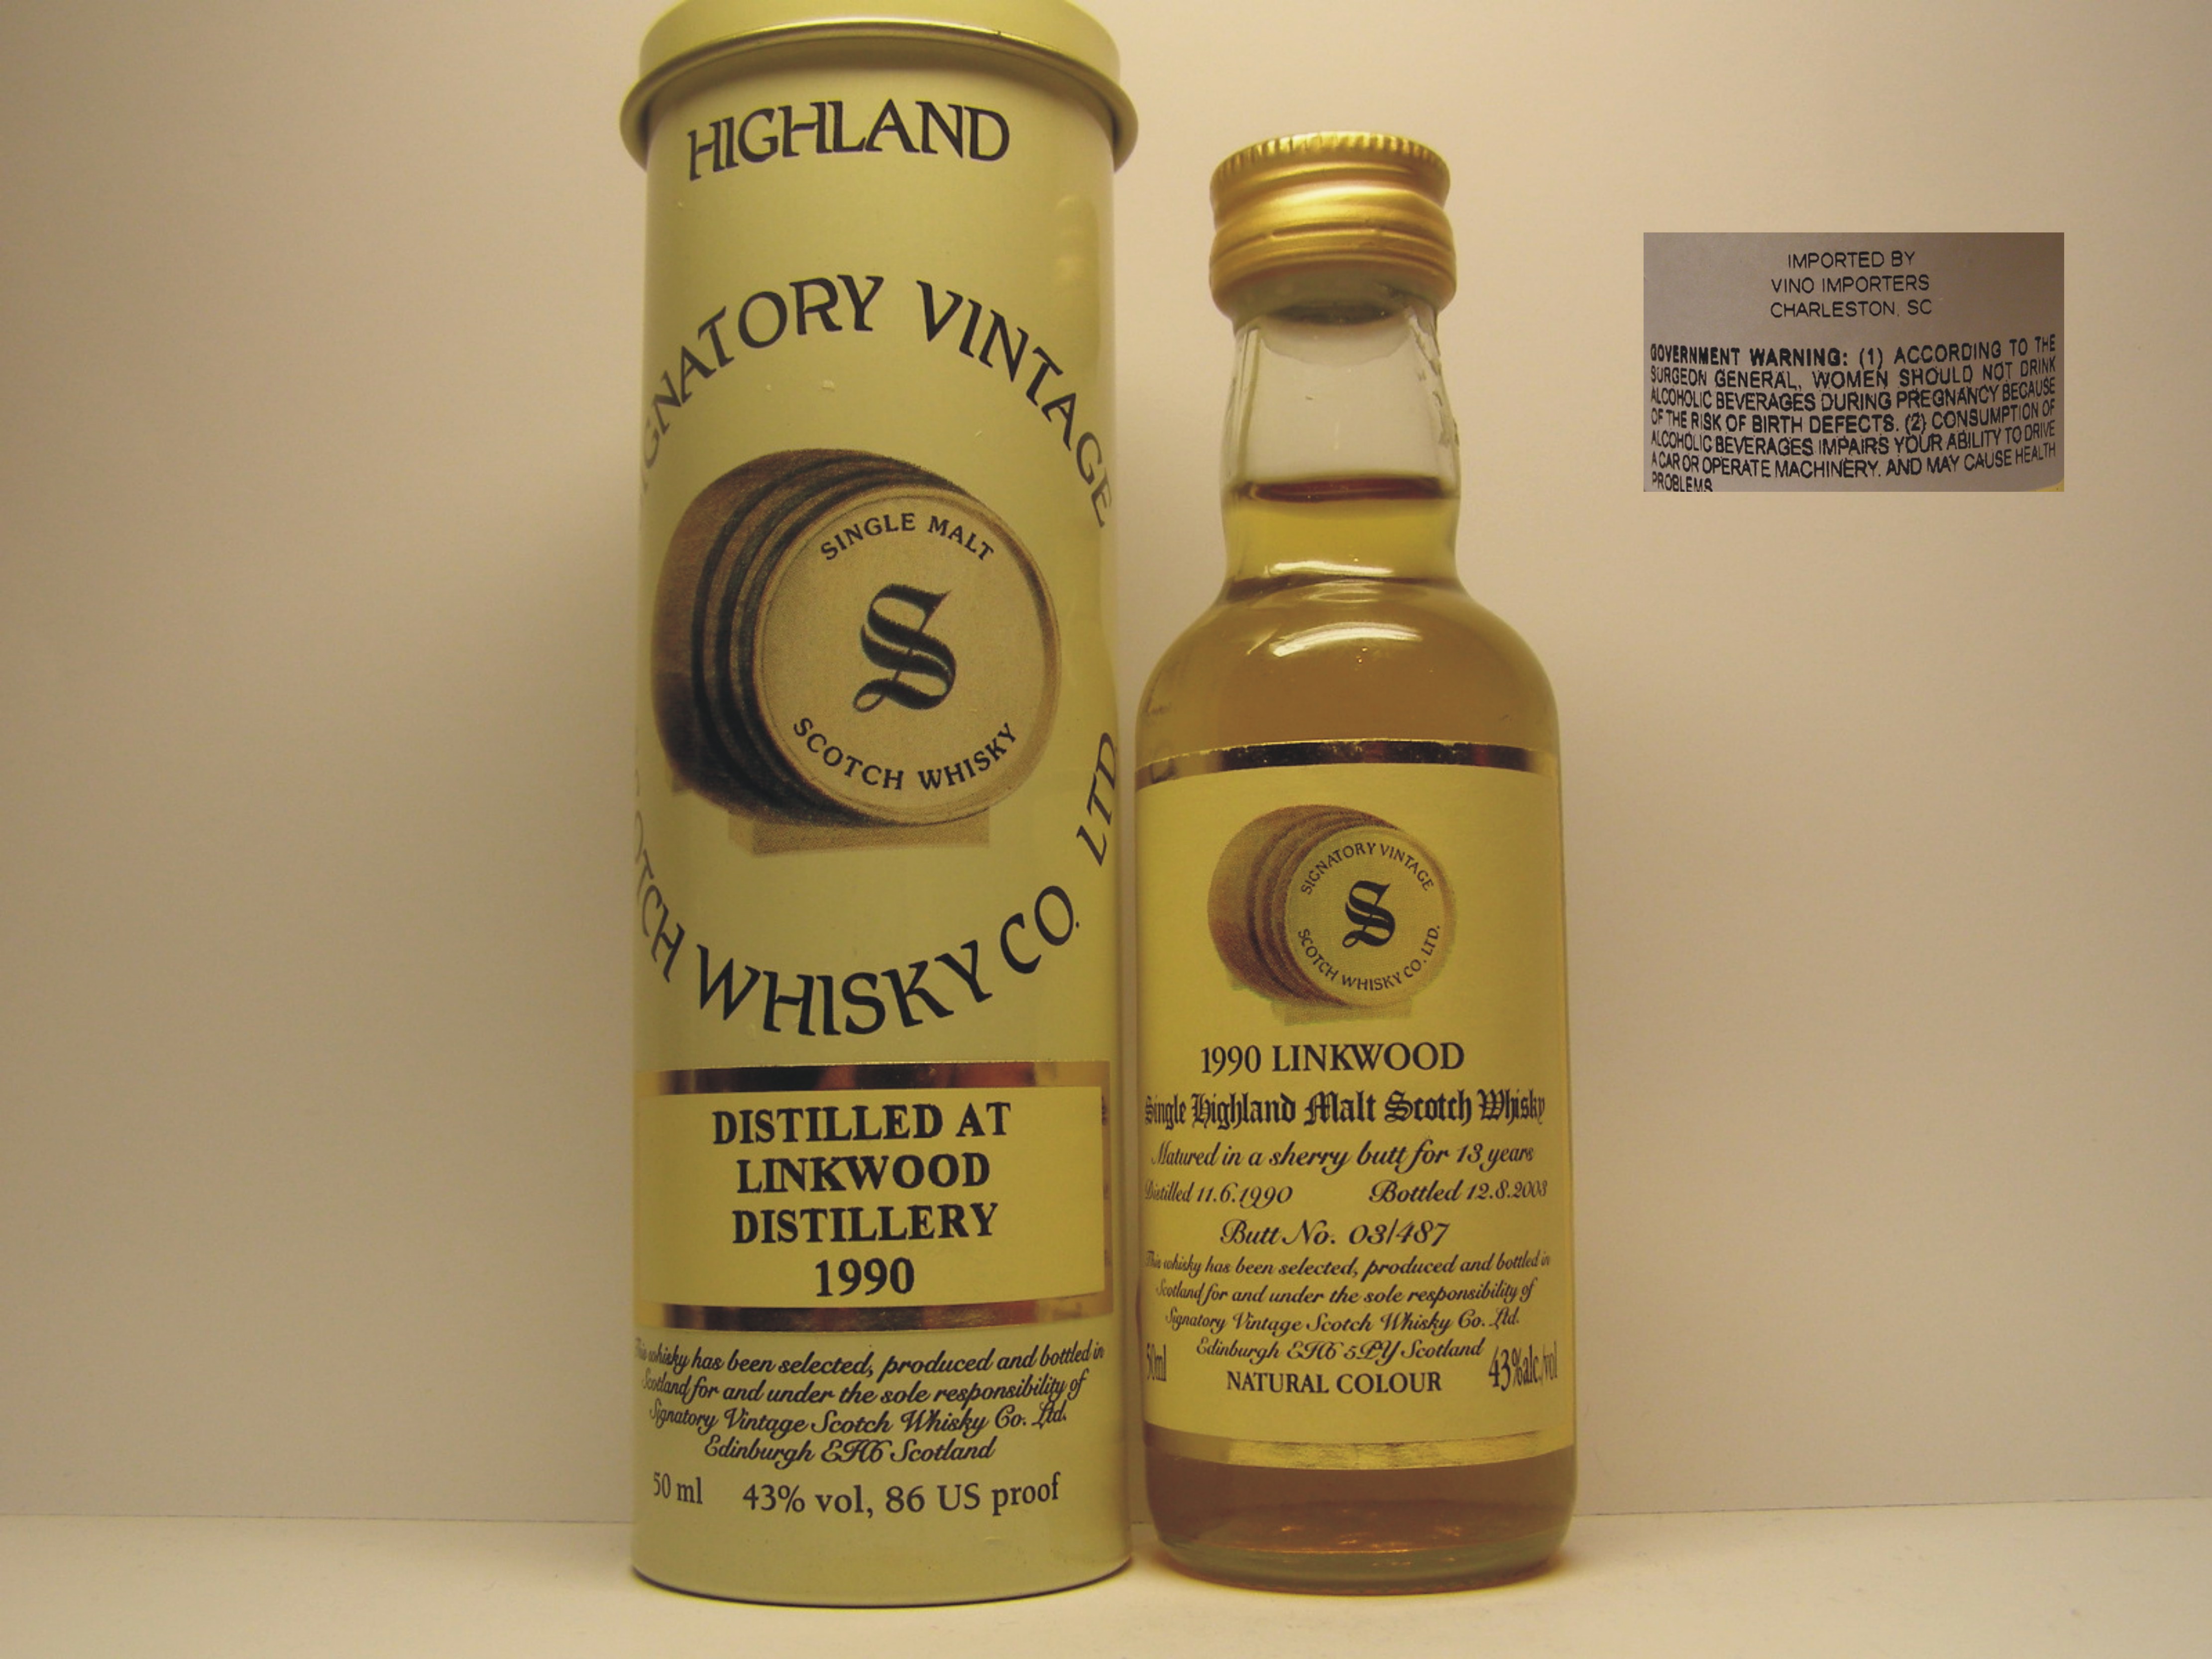 HIGHLAND
SIGNATORY VINTAGE
SINGLE MALT
S
SCOTCH WHISKY
SCOTCH WHISKY CO. LTD
DISTILLED AT
LINKWOOD
DISTILLERY
1990
This whisky has been selected, produced and bottled in
Scotland for and under the sole responsibility of
Signatory Vintage Scotch Whisky Co. Ltd.
Edinburgh EH6 Scotland
50 ml 43% vol, 86 US proof
SIGNATORY VINTAGE
S
SCOTCH WHISKY CO. LTD.
1990 LINKWOOD
Single Highland Malt Scotch Whisky
Matured in a sherry butt for 13 years
Distilled 11.6.1990 Bottled 12.8.2003
Butt No. 03/487
This whisky has been selected, produced and bottled in
Scotland for and under the sole responsibility of
Signatory Vintage Scotch Whisky Co. Ltd.
Edinburgh EH6 5PY Scotland
50ml NATURAL COLOUR 43%alc/vol
IMPORTED BY
VINO IMPORTERS
CHARLESTON, SC
GOVERNMENT WARNING: (1) ACCORDING TO THE
SURGEON GENERAL, WOMEN SHOULD NOT DRINK
ALCOHOLIC BEVERAGES DURING PREGNANCY BECAUSE
OF THE RISK OF BIRTH DEFECTS. (2) CONSUMPTION OF
ALCOHOLIC BEVERAGES IMPAIRS YOUR ABILITY TO DRIVE
A CAR OR OPERATE MACHINERY, AND MAY CAUSE HEALTH
PROBLEMS